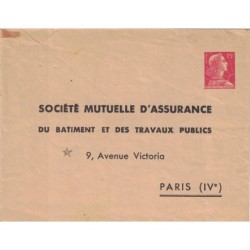 SOCIÉTÉ MUTUELLE D'ASSURANCE
DU BATIMENT ET DES TRAVAUX PUBLICS
9, Avenue Victoria
PARIS (IVe)